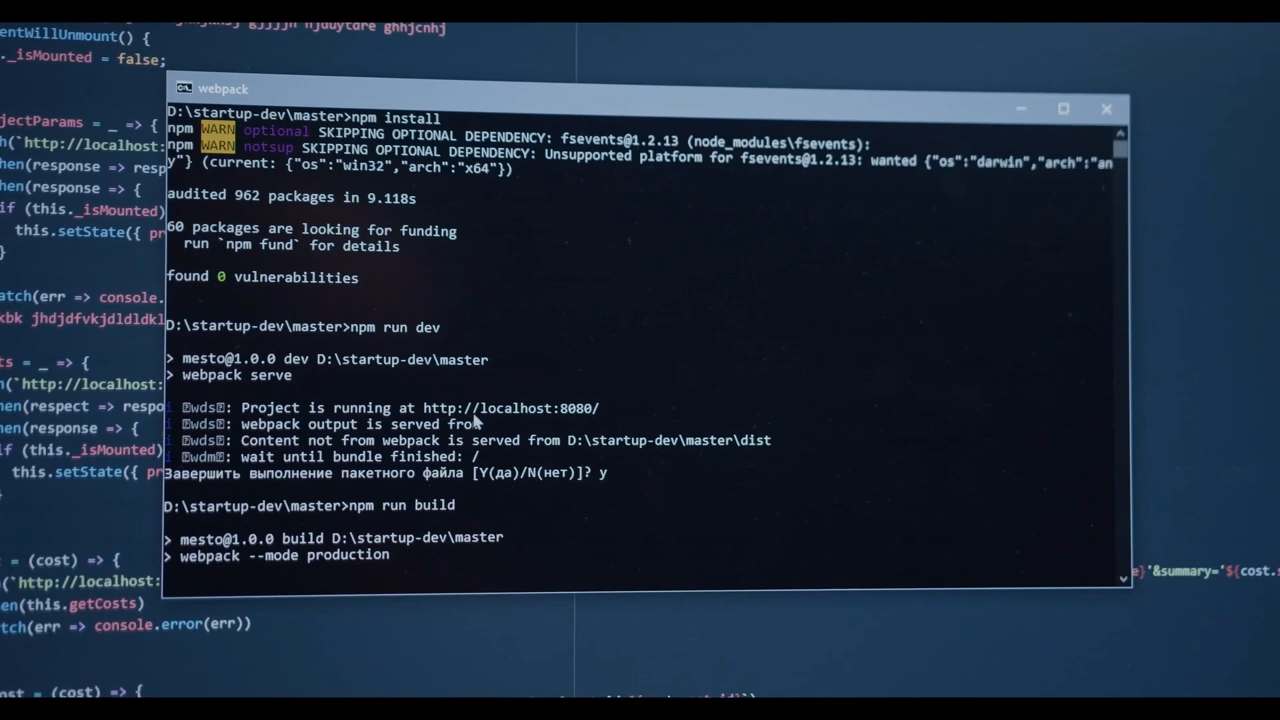 gjjjjn njduytdre ghhjcnhj
entWillUnmount() {
._isMounted = false;
jectParams = _ => {
h(`http://localhost:
hen(response => resp
hen(response => {
if (this._isMounted)
this.setState({ pr
}
atch(err => console.
kbk jhdjdfvkjdldldkl
ts = _ => {
n(`http://localhost:
hen(respect => respo
hen(response => {
if (this._isMounted)
this.setState({ pr
= (cost) => {
n(`http://localhost:
en(this.getCosts)
tch(err => console.error(err))
nst = (cost) => {
webpack
D:\startup-dev\master>npm install
npm WARN optional SKIPPING OPTIONAL DEPENDENCY: fsevents@1.2.13 (node_modules\fsevents):
npm WARN notsup SKIPPING OPTIONAL DEPENDENCY: Unsupported platform for fsevents@1.2.13: wanted {"os":"darwin","arch":"an
y"} (current: {"os":"win32","arch":"x64"})
audited 962 packages in 9.118s
60 packages are looking for funding
run `npm fund` for details
found 0 vulnerabilities
D:\startup-dev\master>npm run dev
> mesto@1.0.0 dev D:\startup-dev\master
> webpack serve
i ｢wds｣: Project is running at http://localhost:8080/
i ｢wds｣: webpack output is served from
i ｢wds｣: Content not from webpack is served from D:\startup-dev\master\dist
i ｢wdm｣: wait until bundle finished: /
Завершить выполнение пакетного файла [Y(да)/N(нет)]? y
D:\startup-dev\master>npm run build
> mesto@1.0.0 build D:\startup-dev\master
> webpack --mode production
e}'&summary='${cost.s